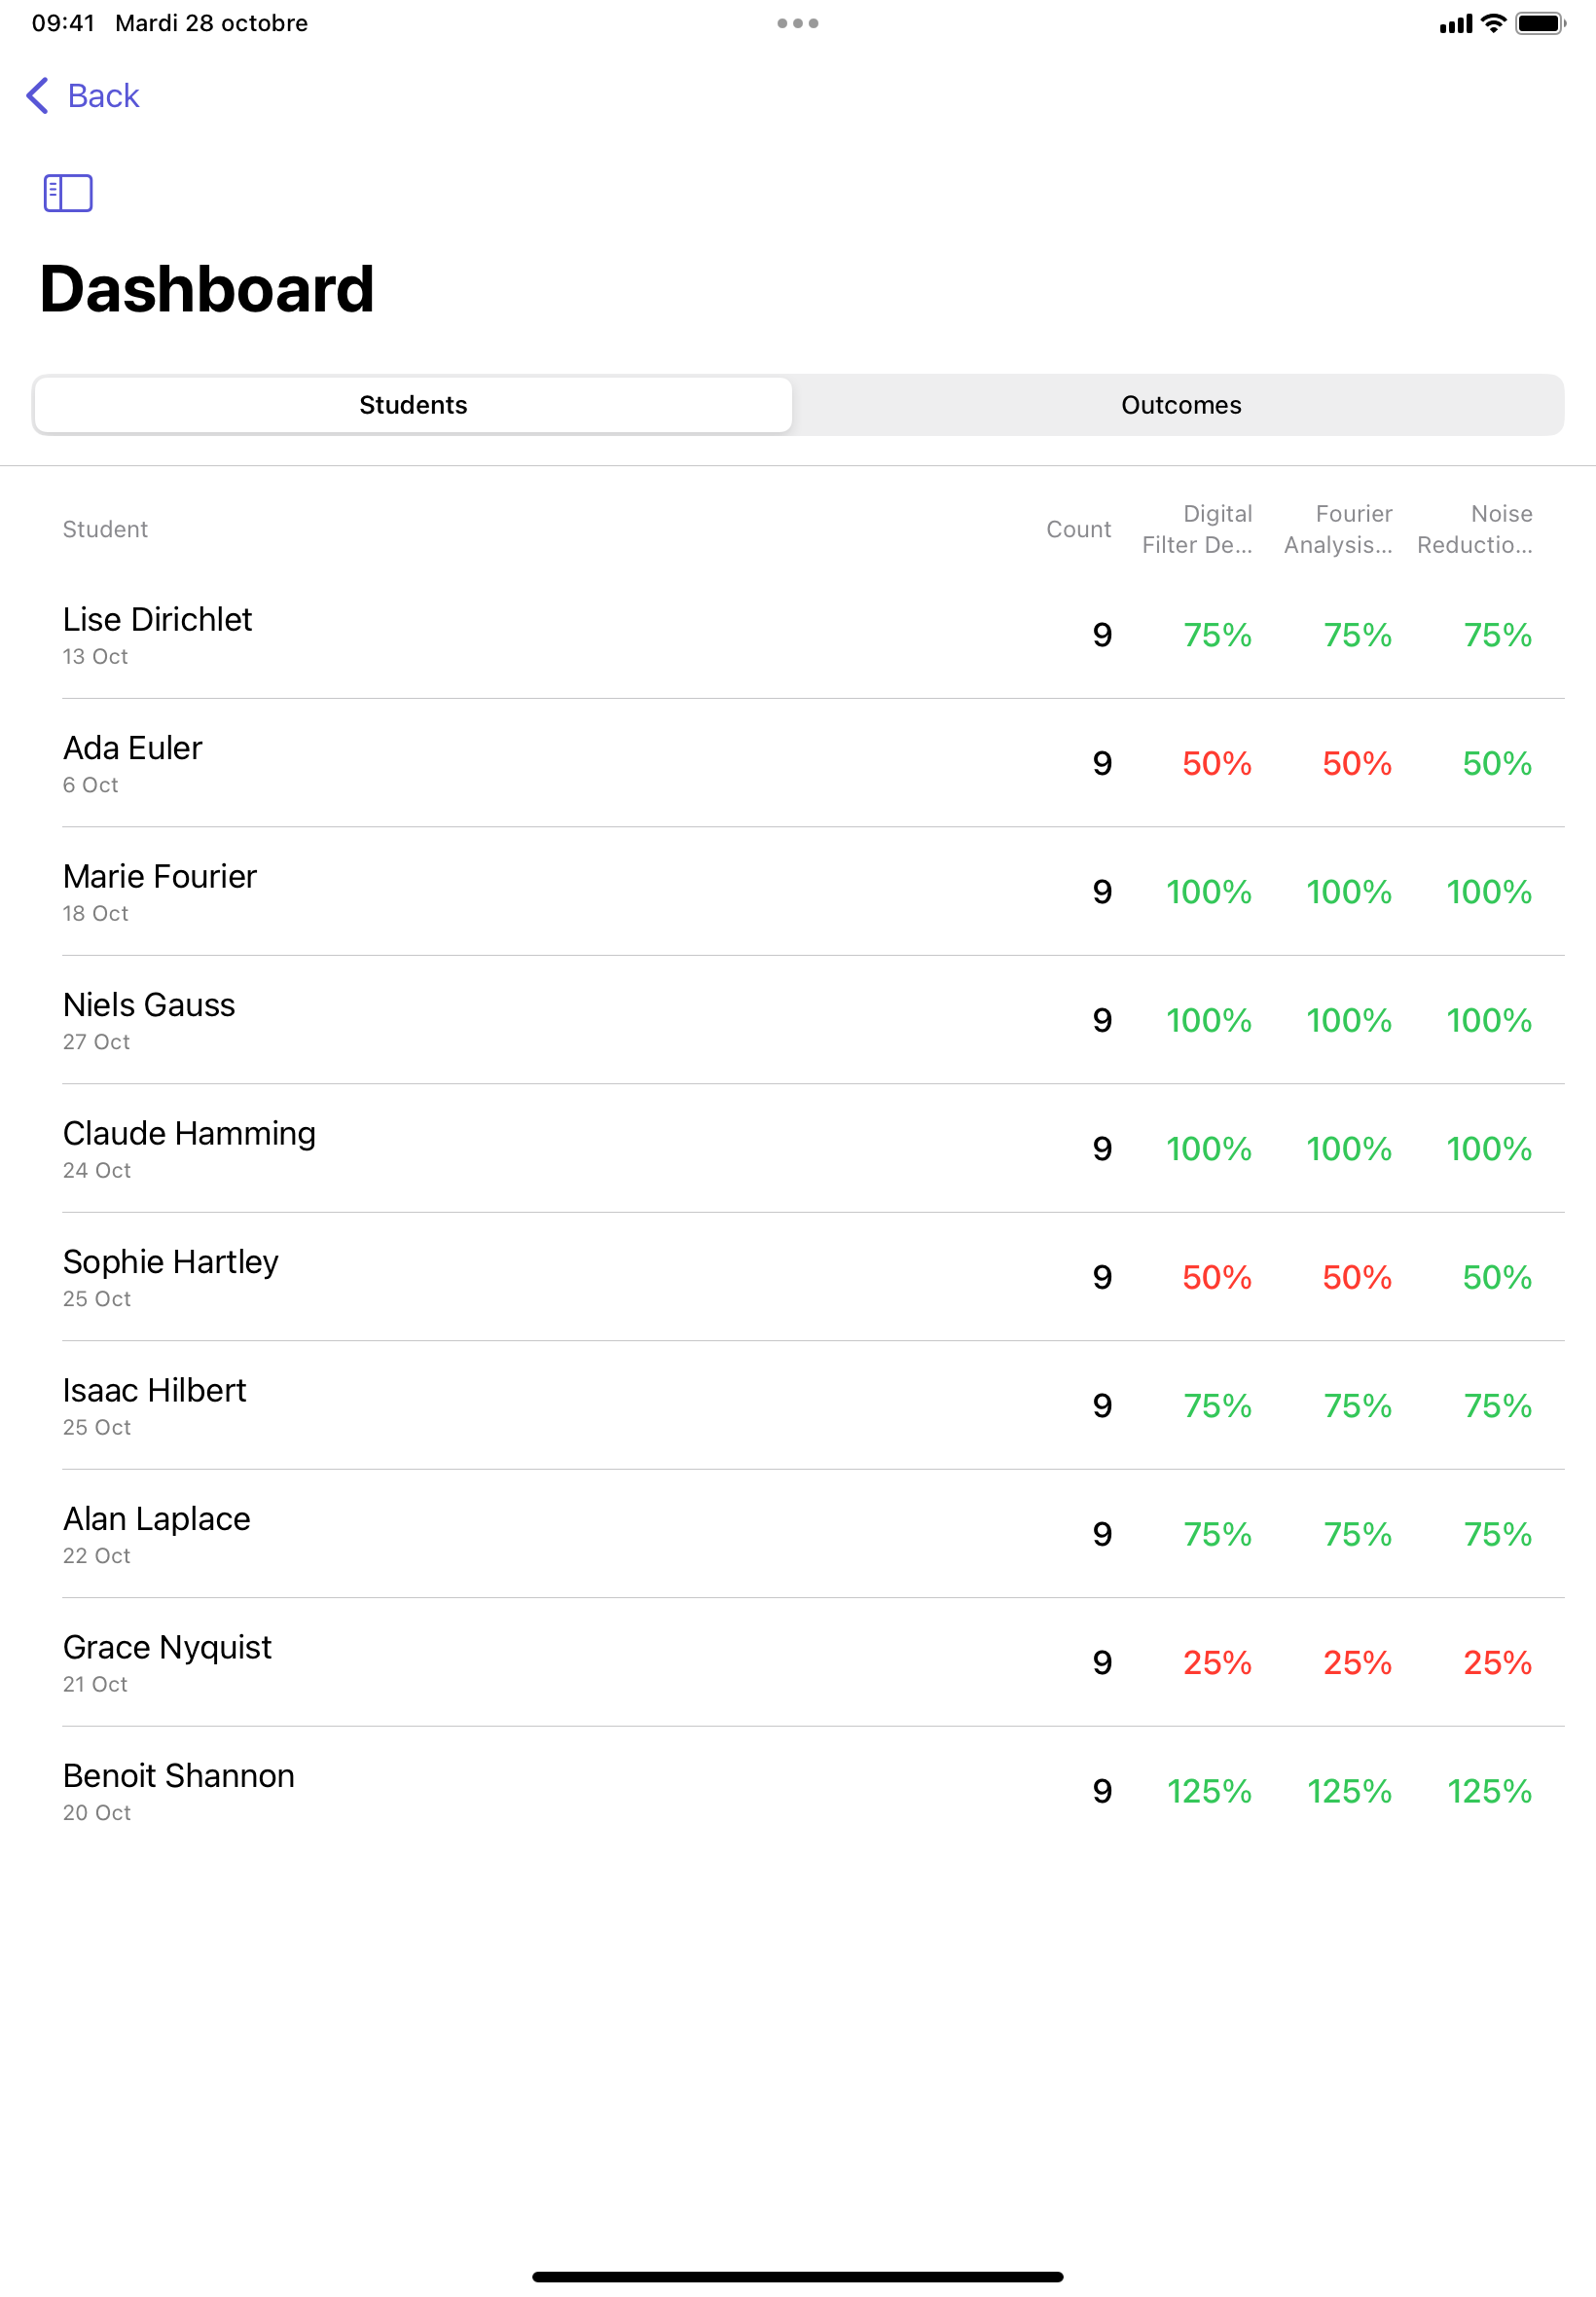 09:41 Mardi 28 octobre
Back
Dashboard
Students Outcomes
Student Count Digital Filter De... Fourier Analysis... Noise Reductio...
Lise Dirichlet
13 Oct
9 75% 75% 75%
Ada Euler
6 Oct
9 50% 50% 50%
Marie Fourier
18 Oct
9 100% 100% 100%
Niels Gauss
27 Oct
9 100% 100% 100%
Claude Hamming
24 Oct
9 100% 100% 100%
Sophie Hartley
25 Oct
9 50% 50% 50%
Isaac Hilbert
25 Oct
9 75% 75% 75%
Alan Laplace
22 Oct
9 75% 75% 75%
Grace Nyquist
21 Oct
9 25% 25% 25%
Benoit Shannon
20 Oct
9 125% 125% 125%